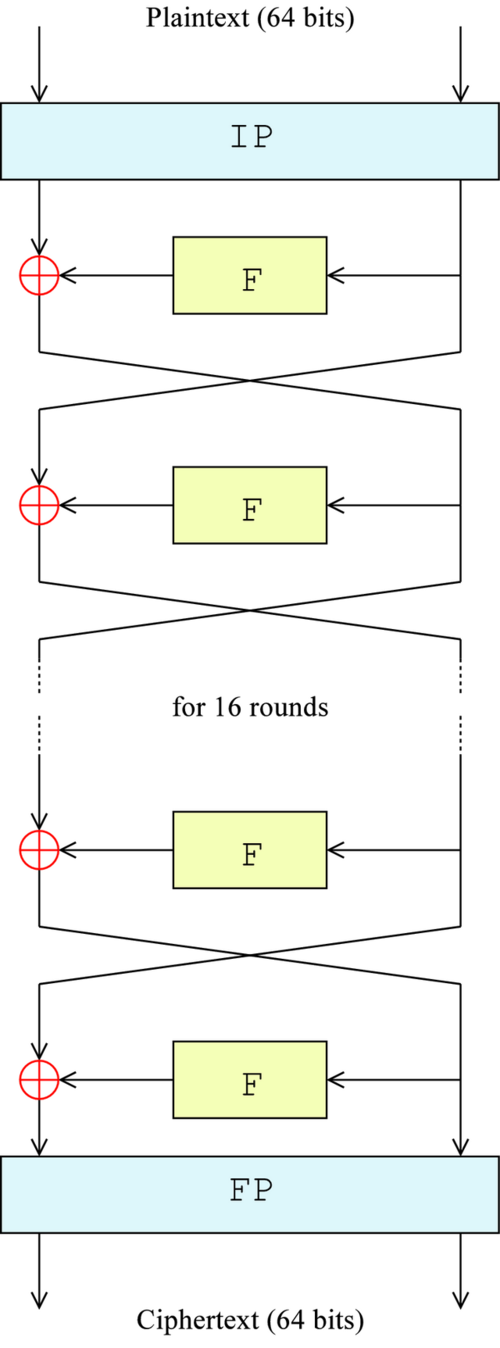 Plaintext (64 bits)
IP
F
F
for 16 rounds
F
F
FP
Ciphertext (64 bits)